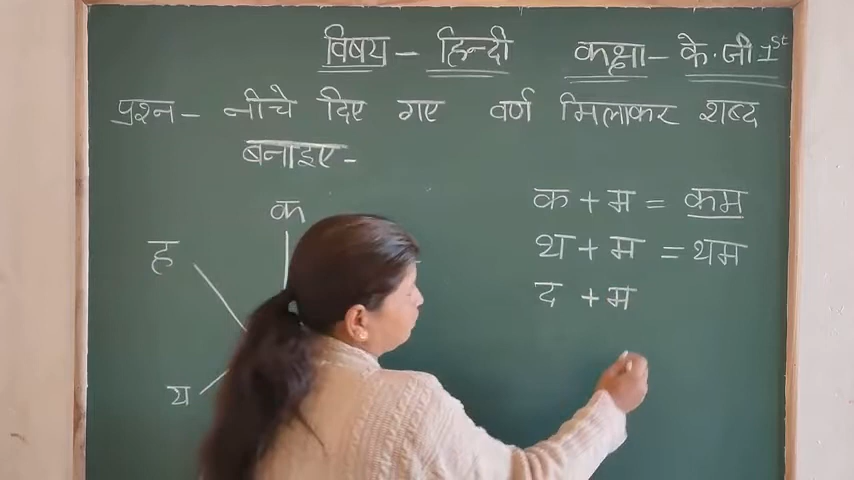 विषय – हिन्दी कक्षा – के.जी 1st
प्रश्न – नीचे दिए गए वर्ण मिलाकर शब्द
बनाइए –
क
ह
य
क + म = कम
थ + म = थम
द + म